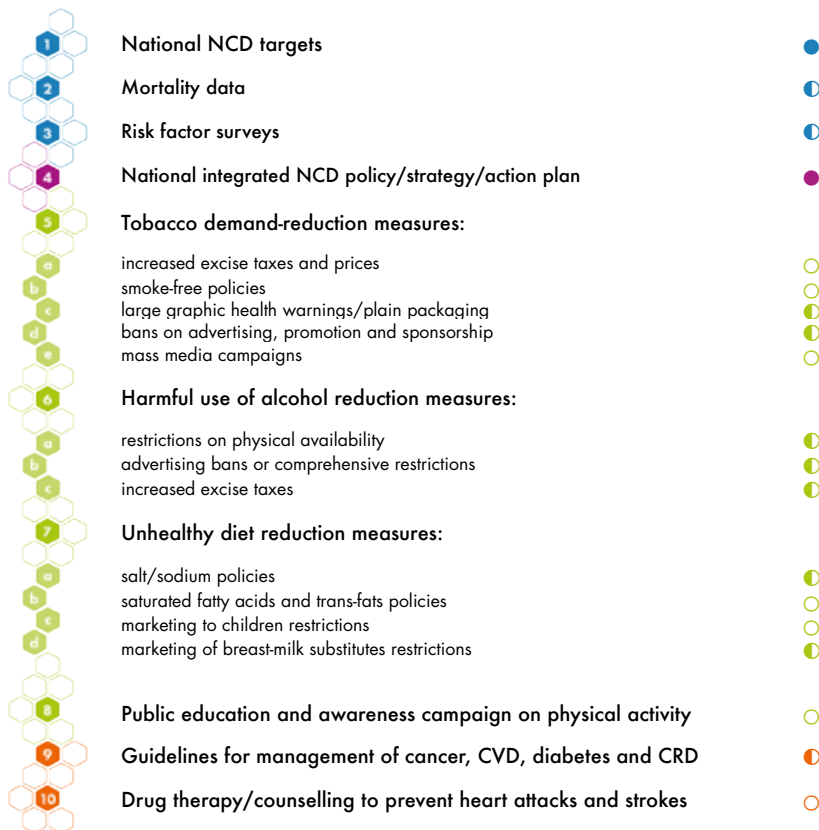 1 National NCD targets
2 Mortality data
3 Risk factor surveys
4 National integrated NCD policy/strategy/action plan
5 Tobacco demand-reduction measures:
a increased excise taxes and prices
b smoke-free policies
c large graphic health warnings/plain packaging
d bans on advertising, promotion and sponsorship
e mass media campaigns
6 Harmful use of alcohol reduction measures:
a restrictions on physical availability
b advertising bans or comprehensive restrictions
c increased excise taxes
7 Unhealthy diet reduction measures:
a salt/sodium policies
b saturated fatty acids and trans-fats policies
c marketing to children restrictions
d marketing of breast-milk substitutes restrictions
8 Public education and awareness campaign on physical activity
9 Guidelines for management of cancer, CVD, diabetes and CRD
10 Drug therapy/counselling to prevent heart attacks and strokes